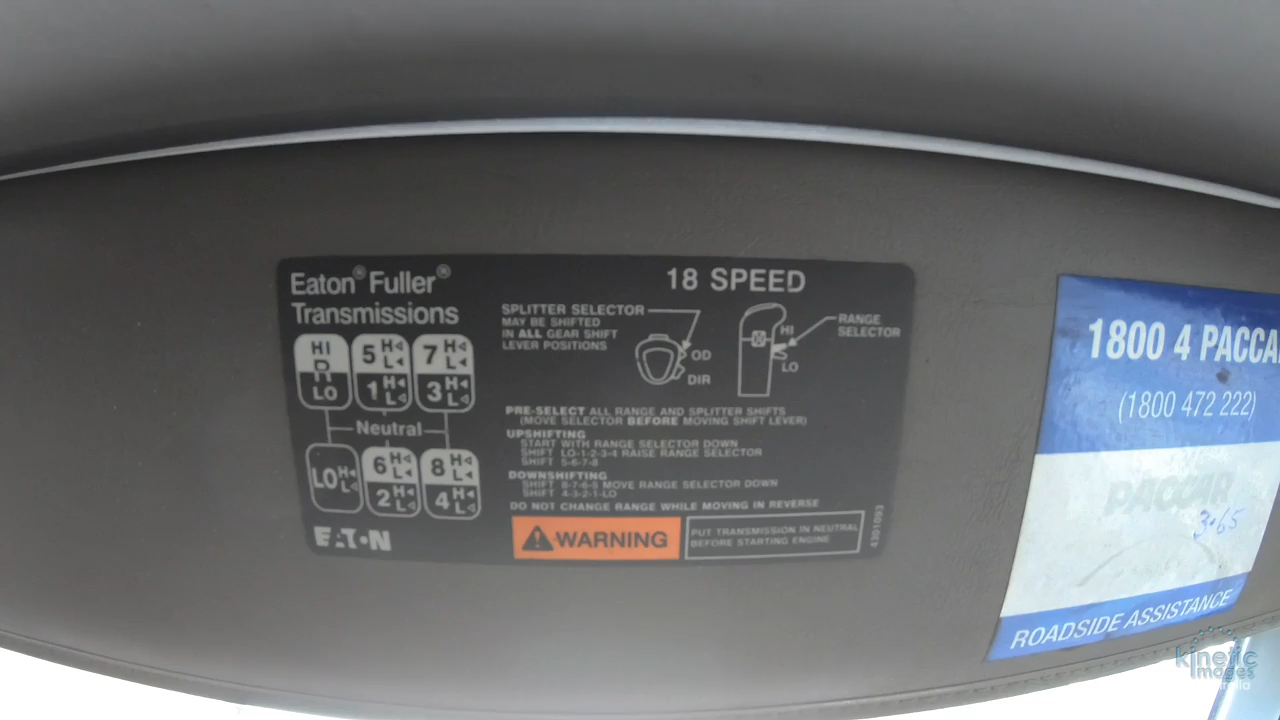 Eaton® Fuller®
Transmissions
18 SPEED
SPLITTER SELECTOR
MAY BE SHIFTED
IN ALL GEAR SHIFT
LEVER POSITIONS
OD
DIR
HI
LO
RANGE
SELECTOR
HI
R
LO
5 H L
1 H L
7 H L
3 H L
Neutral
LO H L
6 H L
2 H L
8 H L
4 H L
PRE-SELECT ALL RANGE AND SPLITTER SHIFTS
(MOVE SELECTOR BEFORE MOVING SHIFT LEVER)
UPSHIFTING
START WITH RANGE SELECTOR DOWN
SHIFT LO-1-2-3-4 RAISE RANGE SELECTOR
SHIFT 5-6-7-8
DOWNSHIFTING
SHIFT 8-7-6-5 MOVE RANGE SELECTOR DOWN
SHIFT 4-3-2-1-LO
DO NOT CHANGE RANGE WHILE MOVING IN REVERSE
EATON
WARNING
PUT TRANSMISSION IN NEUTRAL
BEFORE STARTING ENGINE
4301093
1800 4 PACCA
(1800 472 222)
PACCAR
3.65
ROADSIDE ASSISTANCE
kinetic
images